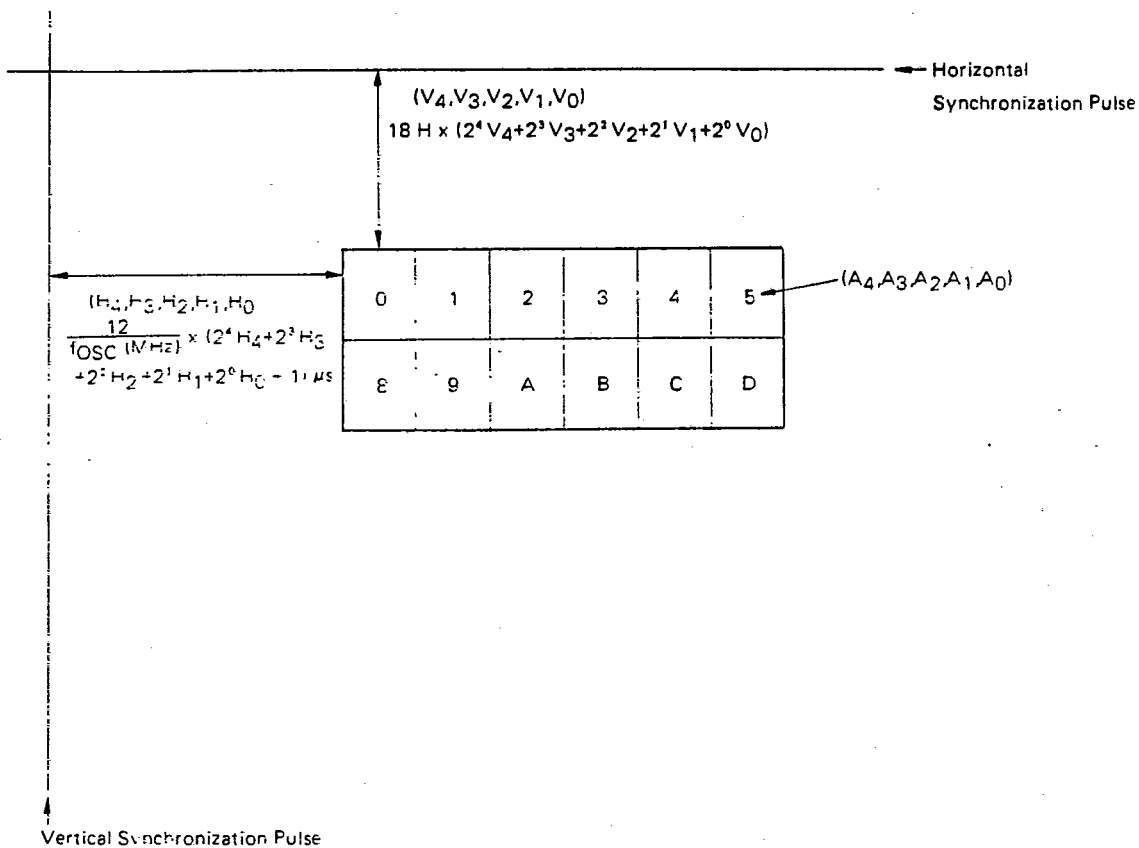 Horizontal
Synchronization Pulse
(V4,V3,V2,V1,V0)
18 H x (2⁴ V4+2³ V3+2² V2+2¹ V1+2⁰ V0)
(A4,A3,A2,A1,A0)
0 1 2 3 4 5
8 9 A B C D
(H4,H3,H2,H1,H0
12
fOSC (MHz) x (2⁴ H4+2³ H3
+2² H2+2¹ H1+2⁰ H0 - 1) µs
Vertical Synchronization Pulse